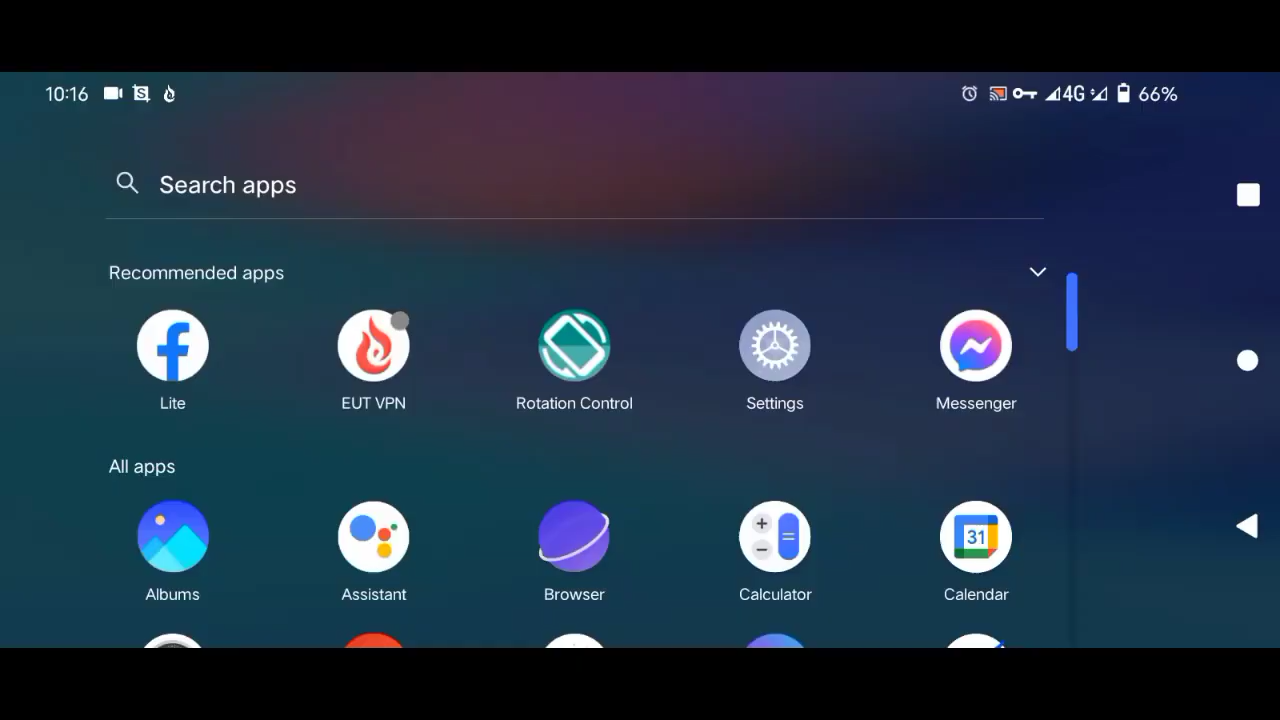 10:16 4G 66%
Search apps
Recommended apps
Lite EUT VPN Rotation Control Settings Messenger
All apps
31
Albums Assistant Browser Calculator Calendar